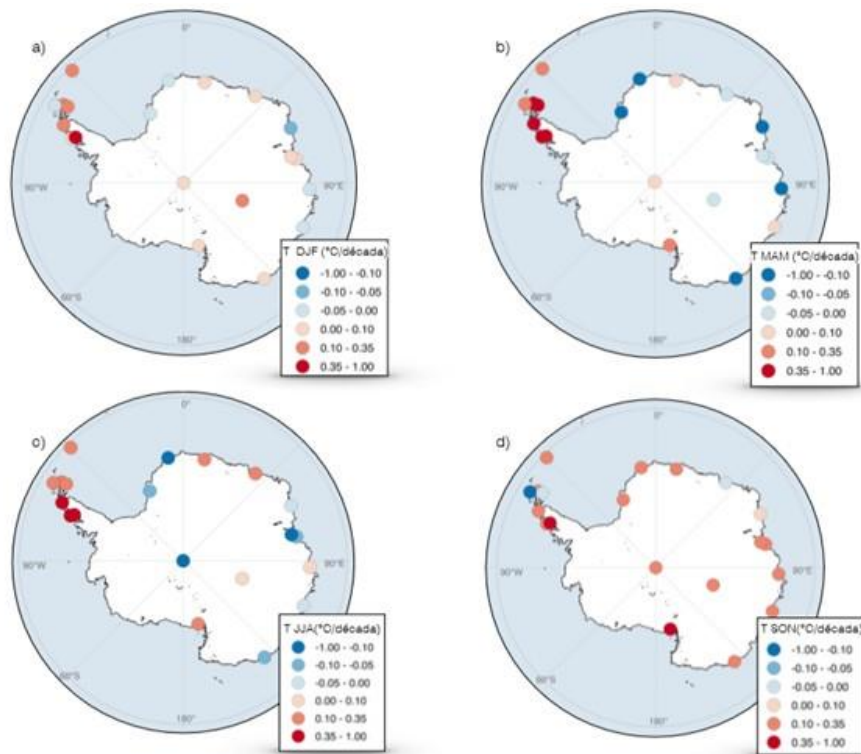 a)
0°
90°W
90°E
60°S
180°
T DJF (°C/década)
-1.00 - -0.10
-0.10 - -0.05
-0.05 - 0.00
0.00 - 0.10
0.10 - 0.35
0.35 - 1.00
b)
0°
90°W
90°E
60°S
180°
T MAM (°C/década)
-1.00 - -0.10
-0.10 - -0.05
-0.05 - 0.00
0.00 - 0.10
0.10 - 0.35
0.35 - 1.00
c)
0°
90°W
90°E
60°S
180°
T JJA(°C/década)
-1.00 - -0.10
-0.10 - -0.05
-0.05 - 0.00
0.00 - 0.10
0.10 - 0.35
0.35 - 1.00
d)
0°
90°W
90°E
60°S
180°
T SON(°C/década)
-1.00 - -0.10
-0.10 - -0.05
-0.05 - 0.00
0.00 - 0.10
0.10 - 0.35
0.35 - 1.00